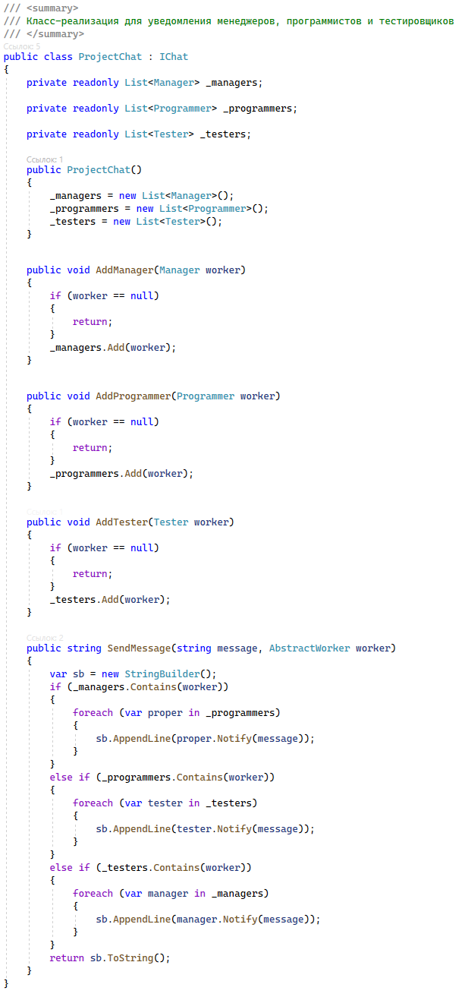 /// <summary>
/// Класс-реализация для уведомления менеджеров, программистов и тестировщиков
/// </summary>
Ссылок: 5
public class ProjectChat : IChat
{
    private readonly List<Manager> _managers;
    private readonly List<Programmer> _programmers;
    private readonly List<Tester> _testers;
    Ссылок: 1
    public ProjectChat()
    {
        _managers = new List<Manager>();
        _programmers = new List<Programmer>();
        _testers = new List<Tester>();
    }
    public void AddManager(Manager worker)
    {
        if (worker == null)
        {
            return;
        }
        _managers.Add(worker);
    }
    public void AddProgrammer(Programmer worker)
    {
        if (worker == null)
        {
            return;
        }
        _programmers.Add(worker);
    }
    public void AddTester(Tester worker)
    {
        if (worker == null)
        {
            return;
        }
        _testers.Add(worker);
    }
    Ссылок: 2
    public string SendMessage(string message, AbstractWorker worker)
    {
        var sb = new StringBuilder();
        if (_managers.Contains(worker))
        {
            foreach (var proper in _programmers)
            {
                sb.AppendLine(proper.Notify(message));
            }
        }
        else if (_programmers.Contains(worker))
        {
            foreach (var tester in _testers)
            {
                sb.AppendLine(tester.Notify(message));
            }
        }
        else if (_testers.Contains(worker))
        {
            foreach (var manager in _managers)
            {
                sb.AppendLine(manager.Notify(message));
            }
        }
        return sb.ToString();
    }
}